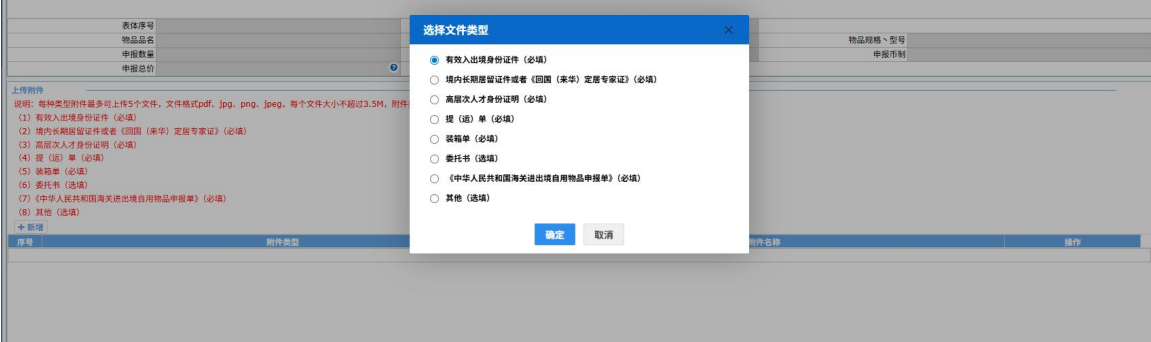 表体序号
物品品名
物品规格、型号
申报数量
申报币制
申报总价
上传附件
说明：每种类型附件最多可上传5个文件，文件格式pdf、jpg、png、jpeg，每个文件大小不超过3.5M，附件
(1) 有效入出境身份证件（必填）
(2) 境内长期居留证件或者《回国（来华）定居专家证》（必填）
(3) 高层次人才身份证明（必填）
(4) 提（运）单（必填）
(5) 装箱单（必填）
(6) 委托书（选填）
(7)《中华人民共和国海关进出境自用物品申报单》（必填）
(8) 其他（选填）
+ 新增
序号 附件类型 附件名称 操作
选择文件类型
有效入出境身份证件（必填）
境内长期居留证件或者《回国（来华）定居专家证》（必填）
高层次人才身份证明（必填）
提（运）单（必填）
装箱单（必填）
委托书（选填）
《中华人民共和国海关进出境自用物品申报单》（必填）
其他（选填）
确定 取消